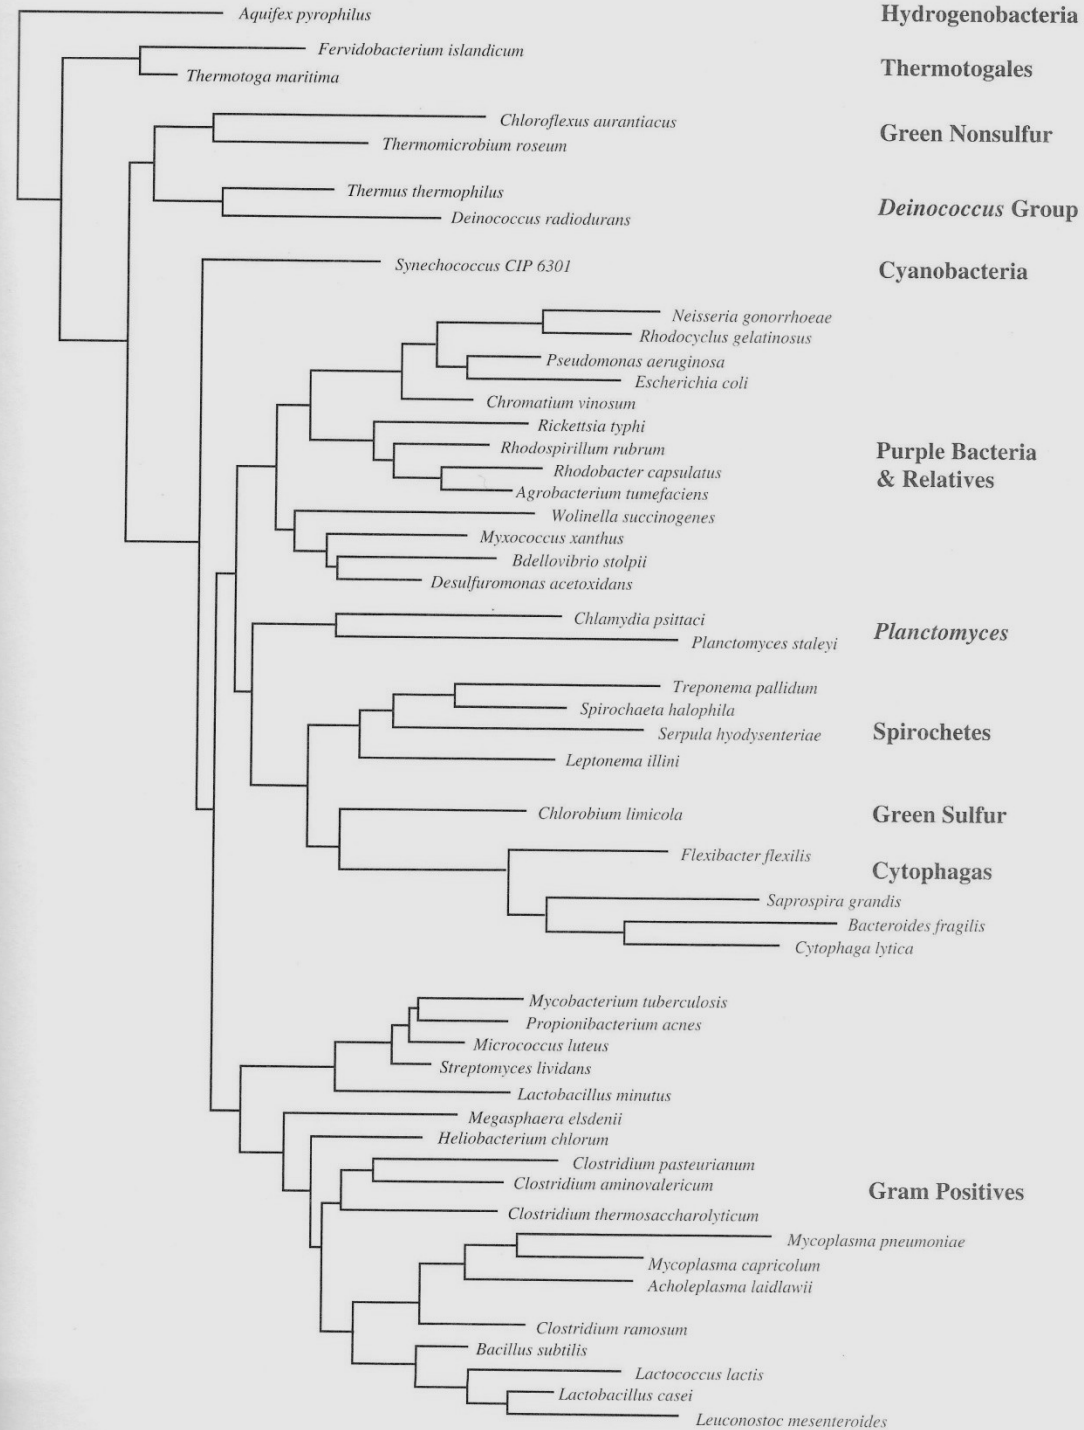 Aquifex pyrophilus
Hydrogenobacteria
Fervidobacterium islandicum
Thermotoga maritima
Thermotogales
Chloroflexus aurantiacus
Thermomicrobium roseum
Green Nonsulfur
Thermus thermophilus
Deinococcus radiodurans
Deinococcus Group
Synechococcus CIP 6301
Cyanobacteria
Neisseria gonorrhoeae
Rhodocyclus gelatinosus
Pseudomonas aeruginosa
Escherichia coli
Chromatium vinosum
Rickettsia typhi
Rhodospirillum rubrum
Rhodobacter capsulatus
Agrobacterium tumefaciens
Wolinella succinogenes
Myxococcus xanthus
Bdellovibrio stolpii
Desulfuromonas acetoxidans
Purple Bacteria
& Relatives
Chlamydia psittaci
Planctomyces staleyi
Planctomyces
Treponema pallidum
Spirochaeta halophila
Serpula hyodysenteriae
Leptonema illini
Spirochetes
Chlorobium limicola
Green Sulfur
Flexibacter flexilis
Saprospira grandis
Bacteroides fragilis
Cytophaga lytica
Cytophagas
Mycobacterium tuberculosis
Propionibacterium acnes
Micrococcus luteus
Streptomyces lividans
Lactobacillus minutus
Megasphaera elsdenii
Heliobacterium chlorum
Clostridium pasteurianum
Clostridium aminovalericum
Clostridium thermosaccharolyticum
Gram Positives
Mycoplasma pneumoniae
Mycoplasma capricolum
Acholeplasma laidlawii
Clostridium ramosum
Bacillus subtilis
Lactococcus lactis
Lactobacillus casei
Leuconostoc mesenteroides